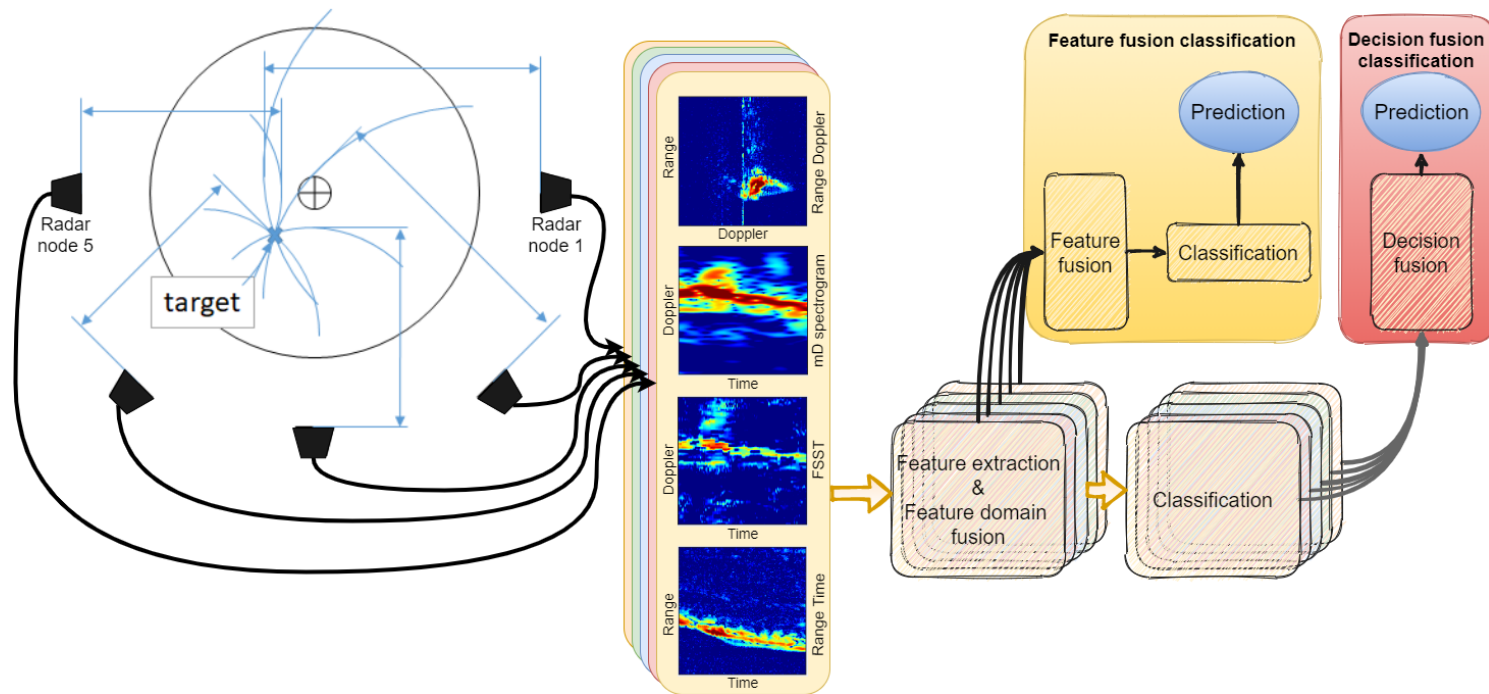 Radar
node 5
Radar
node 1
target
Range
Doppler
Range Doppler
Doppler
Time
mD spectrogram
Doppler
Time
FSST
Range
Time
Range Time
Feature extraction
&
Feature domain
fusion
Classification
Feature fusion classification
Feature
fusion
Classification
Prediction
Decision fusion
classification
Prediction
Decision
fusion